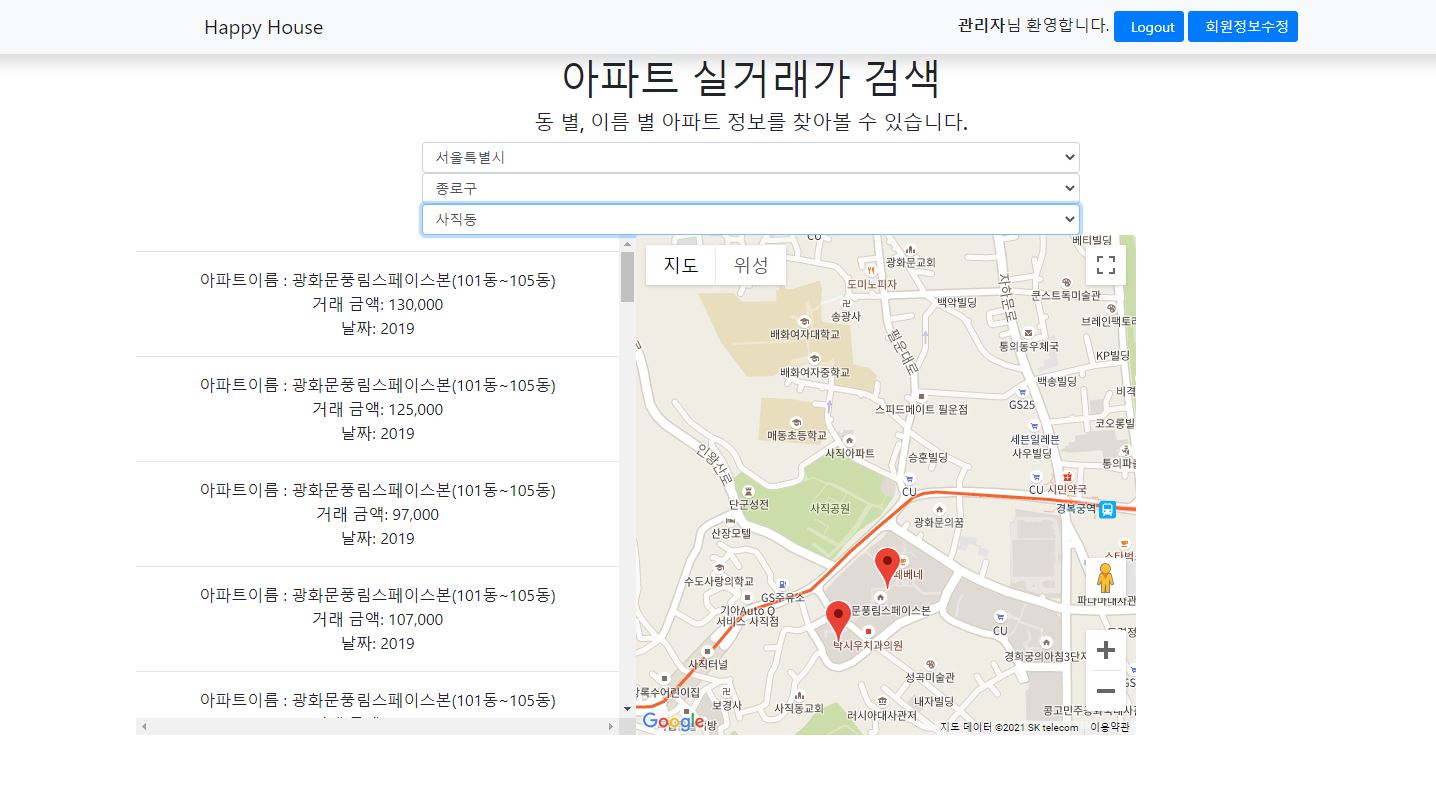 Happy House
관리자님 환영합니다.
Logout
회원정보수정
아파트 실거래가 검색
동 별, 이름 별 아파트 정보를 찾아볼 수 있습니다.
서울특별시
종로구
사직동
아파트이름 : 광화문풍림스페이스본(101동~105동)
거래 금액: 130,000
날짜: 2019
아파트이름 : 광화문풍림스페이스본(101동~105동)
거래 금액: 125,000
날짜: 2019
아파트이름 : 광화문풍림스페이스본(101동~105동)
거래 금액: 97,000
날짜: 2019
아파트이름 : 광화문풍림스페이스본(101동~105동)
거래 금액: 107,000
날짜: 2019
아파트이름 : 광화문풍림스페이스본(101동~105동)
지도
위성
CU
베티빌딩
광화문교회
도미노피자
쿤스트독미술관
백악빌딩
송광사
자하문로
브레인팩토리
배화여자대학교
필운대로
통의동우체국
KP빌딩
배화여자중학교
백송빌딩
비격
GS25
스피드메이트 필운점
코오롱빌
매동초등학교
세븐일레븐
사우빌딩
사직아파트
승훈빌딩
통의파
인왕산로
CU
CU
시민약국
단군성전
사직공원
경복궁역
광화문의꿈
산장모텔
스타벅
수도사랑의학교
페베네
GS주유소
파나마대사관
기아Auto Q
서비스 사직점
문풍림스페이스본
CU
낙시우치과의원
경희궁의아침3단지
사직터널
성곡미술관
상록수어린이집
보경사
사직동교회
내자빌딩
러시아대사관저
콩고민주공화국대사관
Google
지도 데이터 ©2021 SK telecom
이용약관